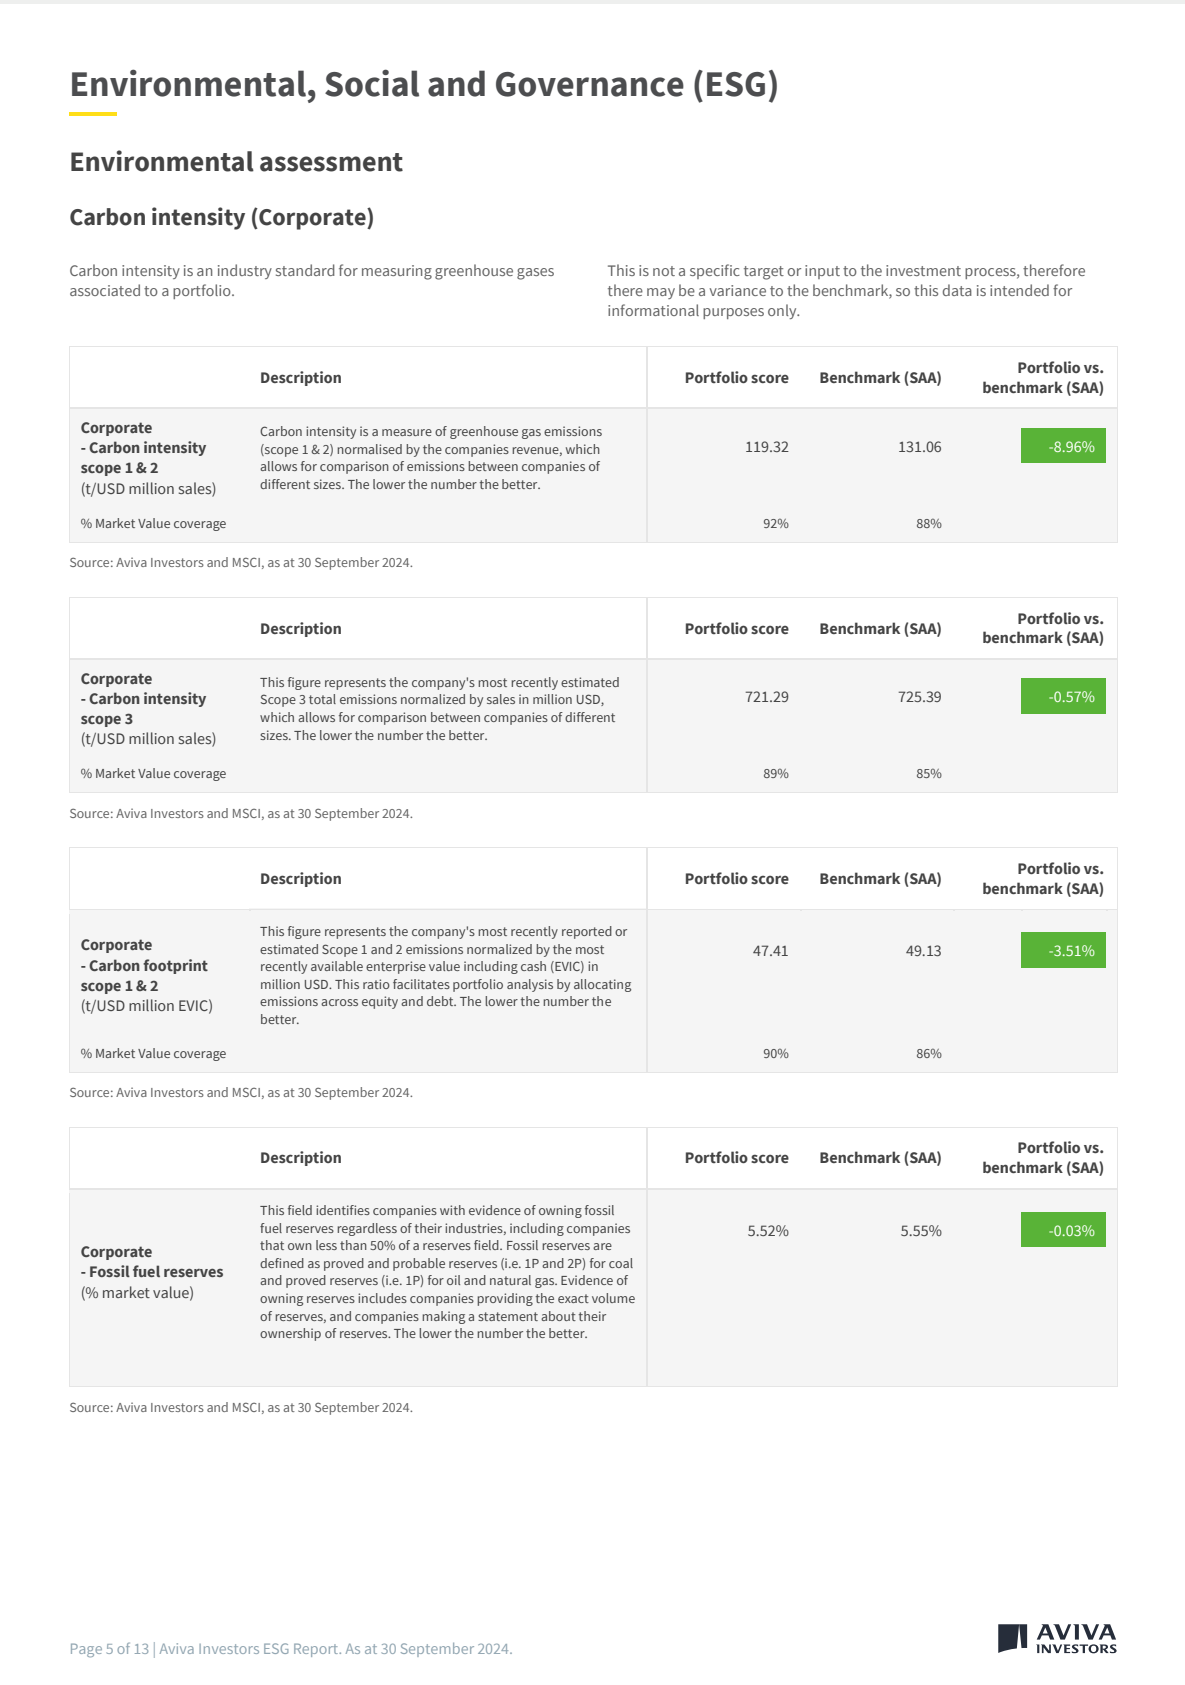 Environmental, Social and Governance (ESG)
Environmental assessment
Carbon intensity (Corporate)
Carbon intensity is an industry standard for measuring greenhouse gases
associated to a portfolio.
This is not a specific target or input to the investment process, therefore
there may be a variance to the benchmark, so this data is intended for
informational purposes only.
Description
Portfolio score
Benchmark (SAA)
Portfolio vs.
benchmark (SAA)
Corporate
- Carbon intensity
scope 1 & 2
(t/USD million sales)
Carbon intensity is a measure of greenhouse gas emissions
(scope 1 & 2) normalised by the companies revenue, which
allows for comparison of emissions between companies of
different sizes. The lower the number the better.
119.32
131.06
-8.96%
% Market Value coverage
92%
88%
Source: Aviva Investors and MSCI, as at 30 September 2024.
Description
Portfolio score
Benchmark (SAA)
Portfolio vs.
benchmark (SAA)
Corporate
- Carbon intensity
scope 3
(t/USD million sales)
This figure represents the company's most recently estimated
Scope 3 total emissions normalized by sales in million USD,
which allows for comparison between companies of different
sizes. The lower the number the better.
721.29
725.39
-0.57%
% Market Value coverage
89%
85%
Source: Aviva Investors and MSCI, as at 30 September 2024.
Description
Portfolio score
Benchmark (SAA)
Portfolio vs.
benchmark (SAA)
Corporate
- Carbon footprint
scope 1 & 2
(t/USD million EVIC)
This figure represents the company's most recently reported or
estimated Scope 1 and 2 emissions normalized by the most
recently available enterprise value including cash (EVIC) in
million USD. This ratio facilitates portfolio analysis by allocating
emissions across equity and debt. The lower the number the
better.
47.41
49.13
-3.51%
% Market Value coverage
90%
86%
Source: Aviva Investors and MSCI, as at 30 September 2024.
Description
Portfolio score
Benchmark (SAA)
Portfolio vs.
benchmark (SAA)
Corporate
- Fossil fuel reserves
(% market value)
This field identifies companies with evidence of owning fossil
fuel reserves regardless of their industries, including companies
that own less than 50% of a reserves field. Fossil reserves are
defined as proved and probable reserves (i.e. 1P and 2P) for coal
and proved reserves (i.e. 1P) for oil and natural gas. Evidence of
owning reserves includes companies providing the exact volume
of reserves, and companies making a statement about their
ownership of reserves. The lower the number the better.
5.52%
5.55%
-0.03%
Source: Aviva Investors and MSCI, as at 30 September 2024.
Page 5 of 13 | Aviva Investors ESG Report. As at 30 September 2024.
AVIVA
INVESTORS